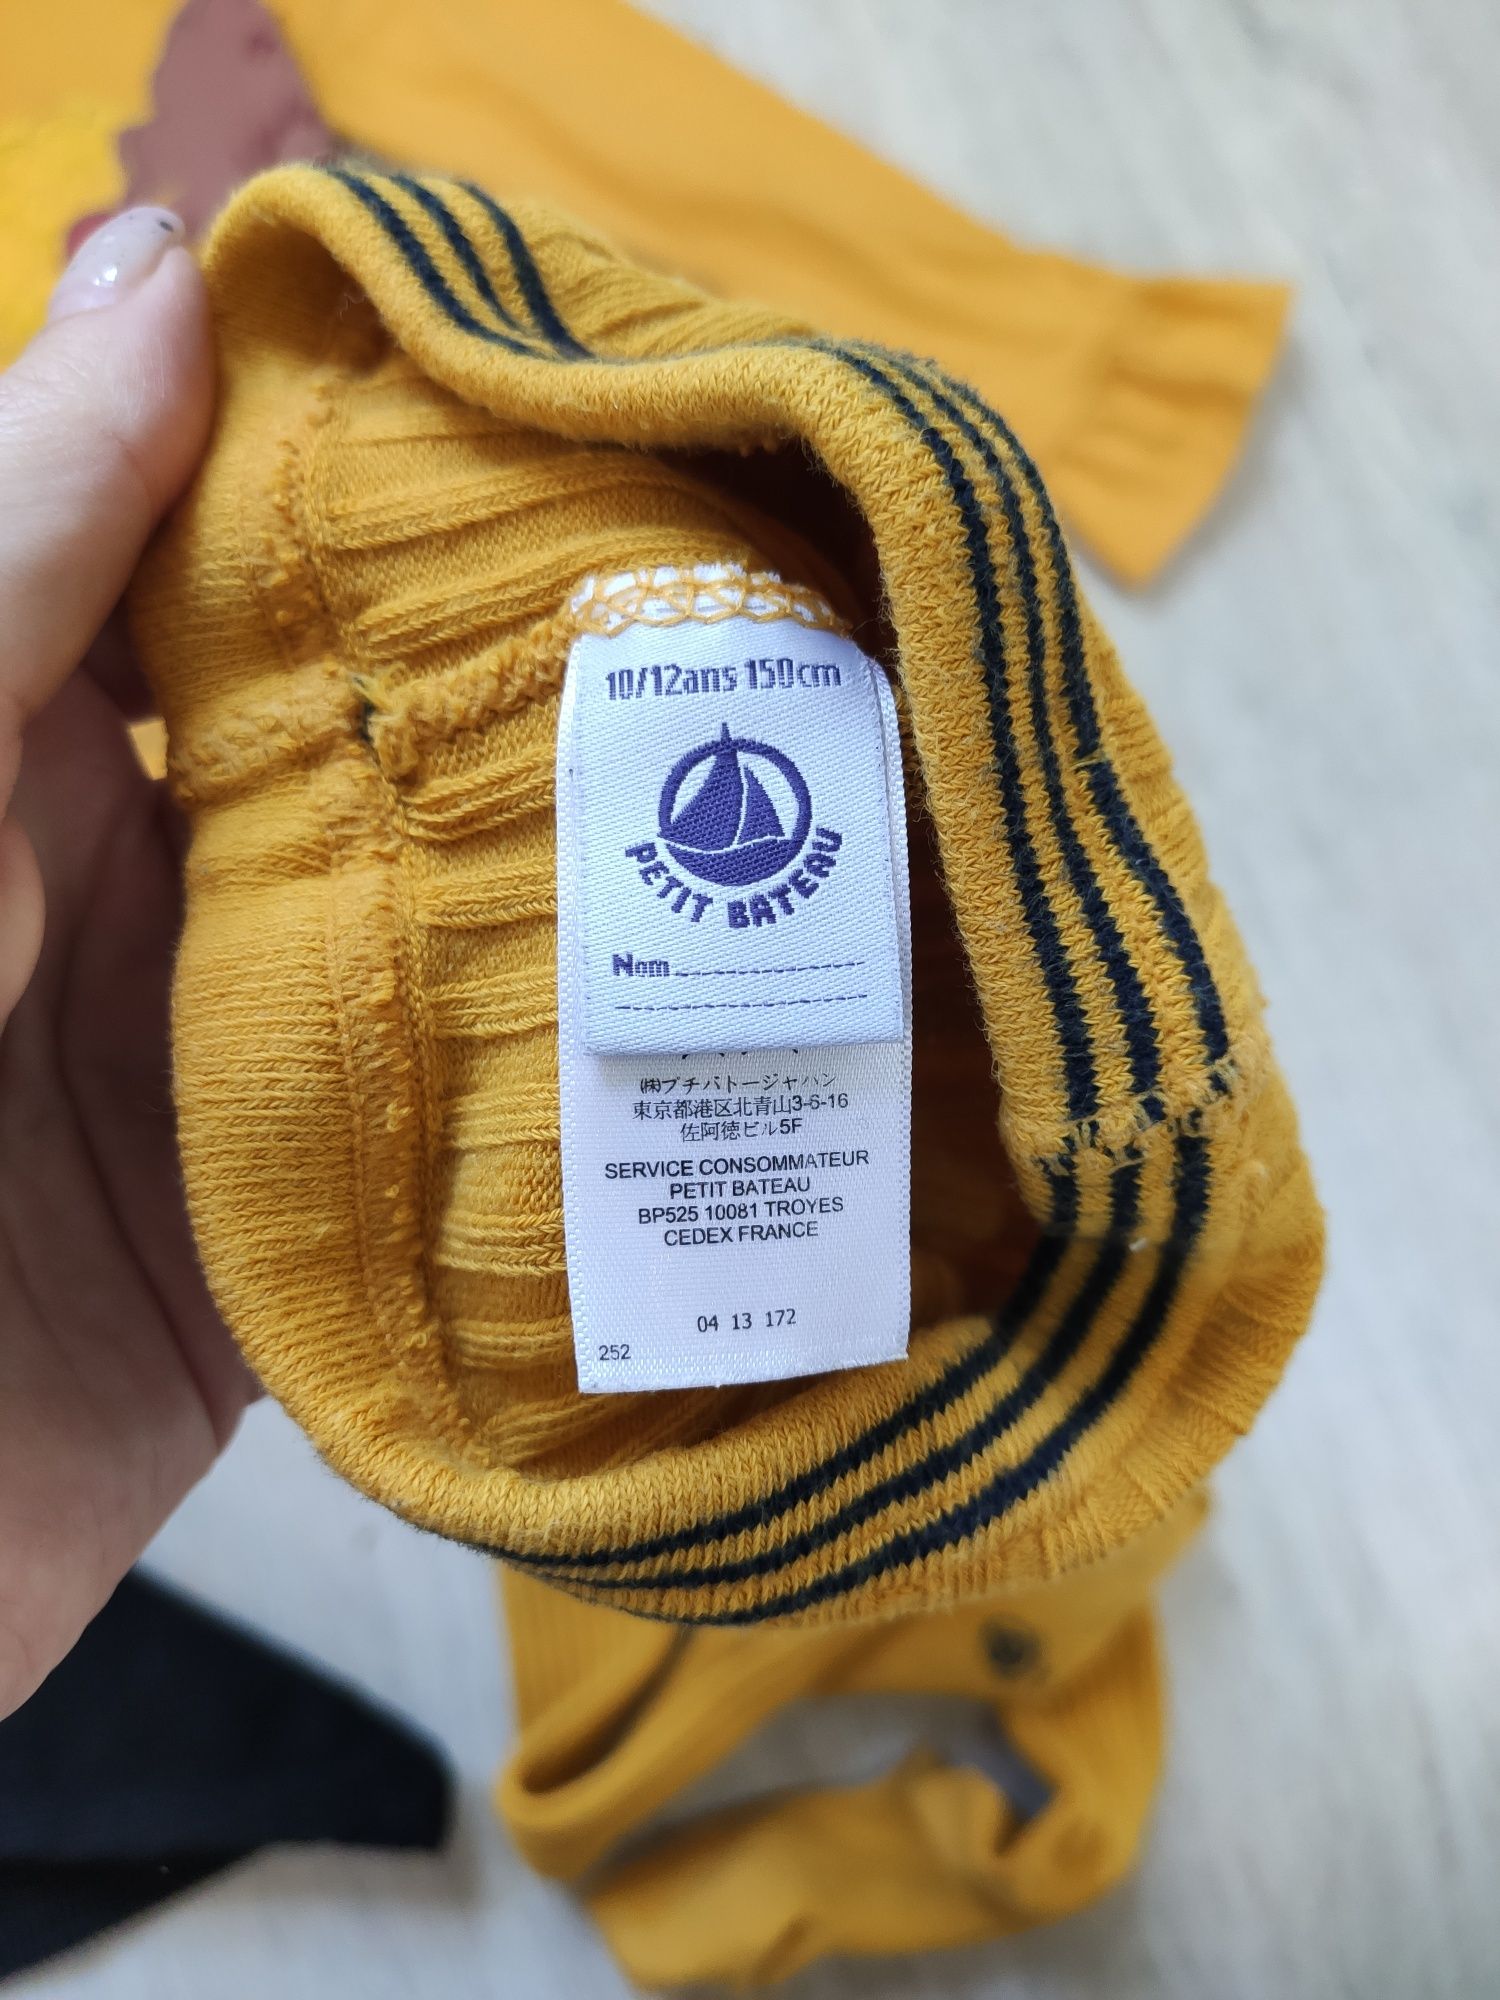 10/12ans 150cm
PETIT BATEAU
Nom
㈱プチバトージャパン
東京都港区北青山3-6-16
佐阿徳ビル5F
SERVICE CONSOMMATEUR
PETIT BATEAU
BP525 10081 TROYES
CEDEX FRANCE
04 13 172
252